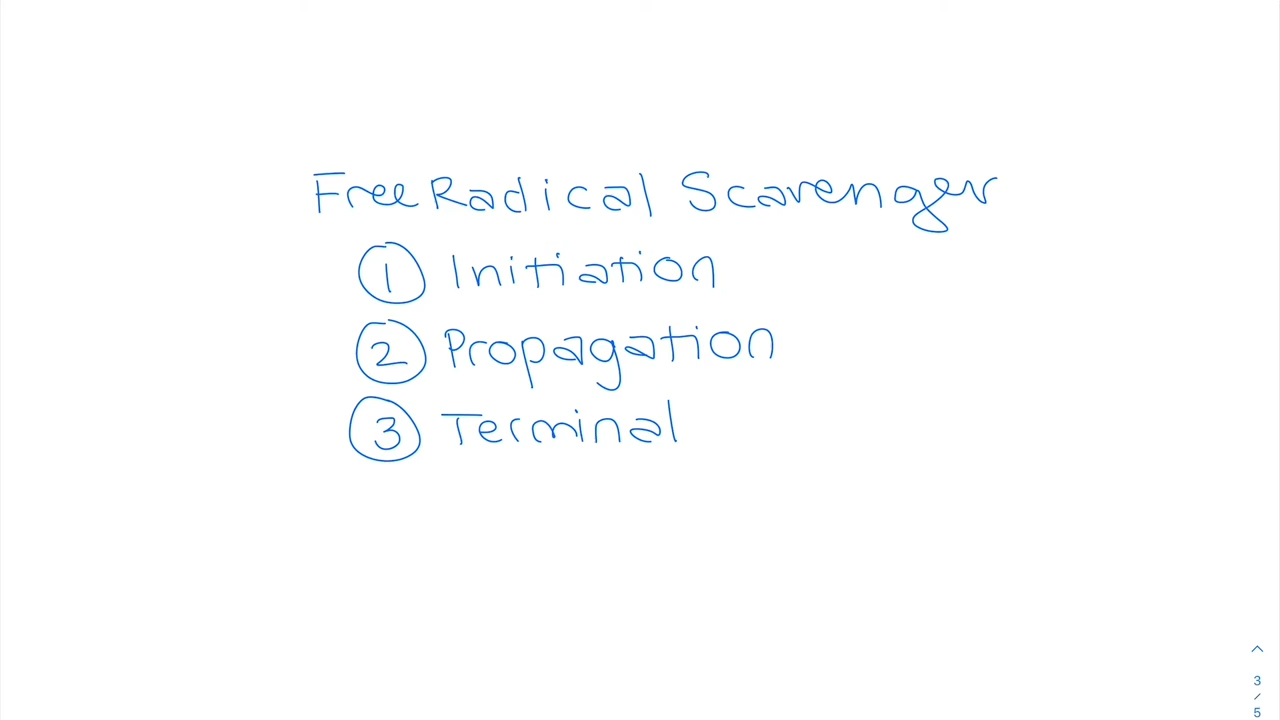 Free Radical Scavenger
① Initiation
② Propagation
③ Terminal
3
/
5